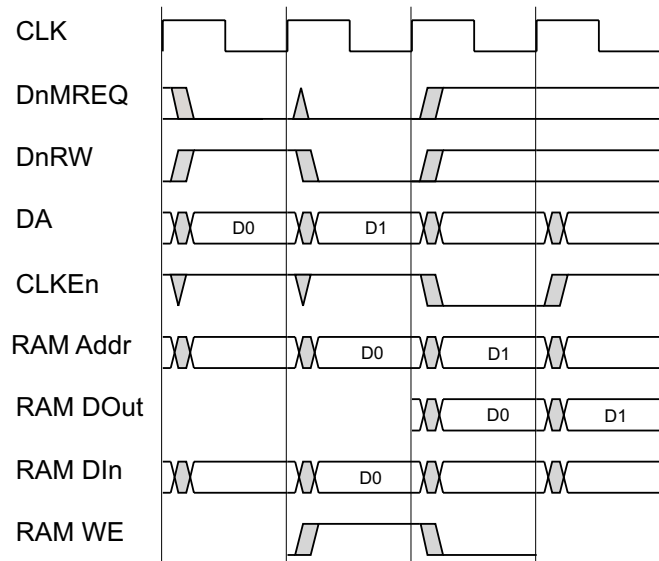 CLK
DnMREQ
DnRW
DA D0 D1
CLKEn
RAM Addr D0 D1
RAM DOut D0 D1
RAM DIn D0
RAM WE